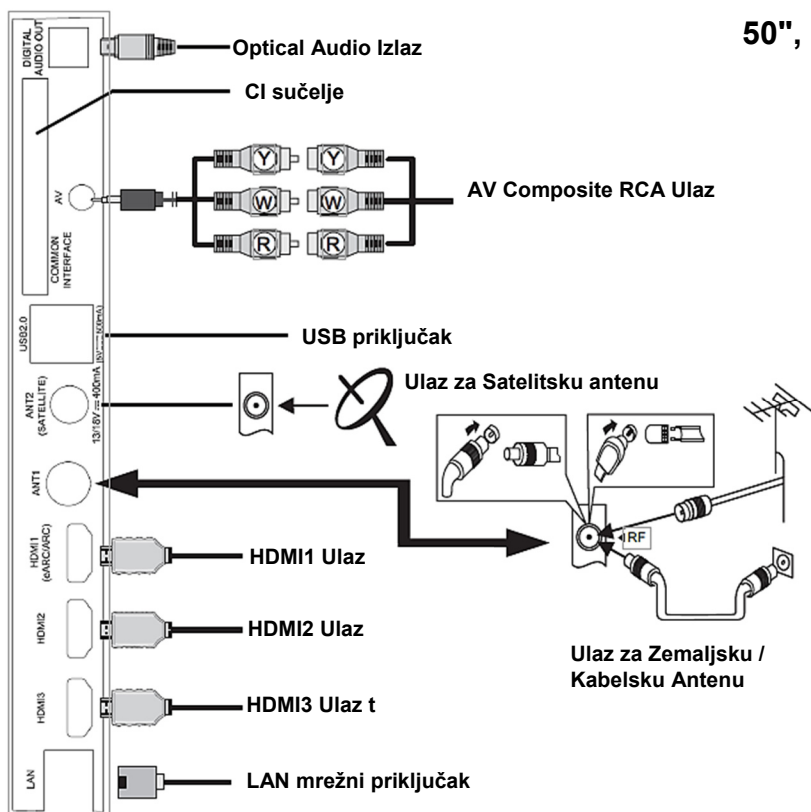 50",
DIGITAL
AUDIO OUT
Optical Audio Izlaz
CI sučelje
AV
Y
Y
W
W
R
R
AV Composite RCA Ulaz
COMMON
INTERFACE
USB2.0
(5V⎓500mA)
USB priključak
ANT2
(SATELLITE)
13/18V⎓400mA
Ulaz za Satelitsku antenu
ANT1
RF
Ulaz za Zemaljsku /
Kabelsku Antenu
HDMI1
(eARC/ARC)
HDMI1 Ulaz
HDMI2
HDMI2 Ulaz
HDMI3
HDMI3 Ulaz t
LAN
LAN mrežni priključak